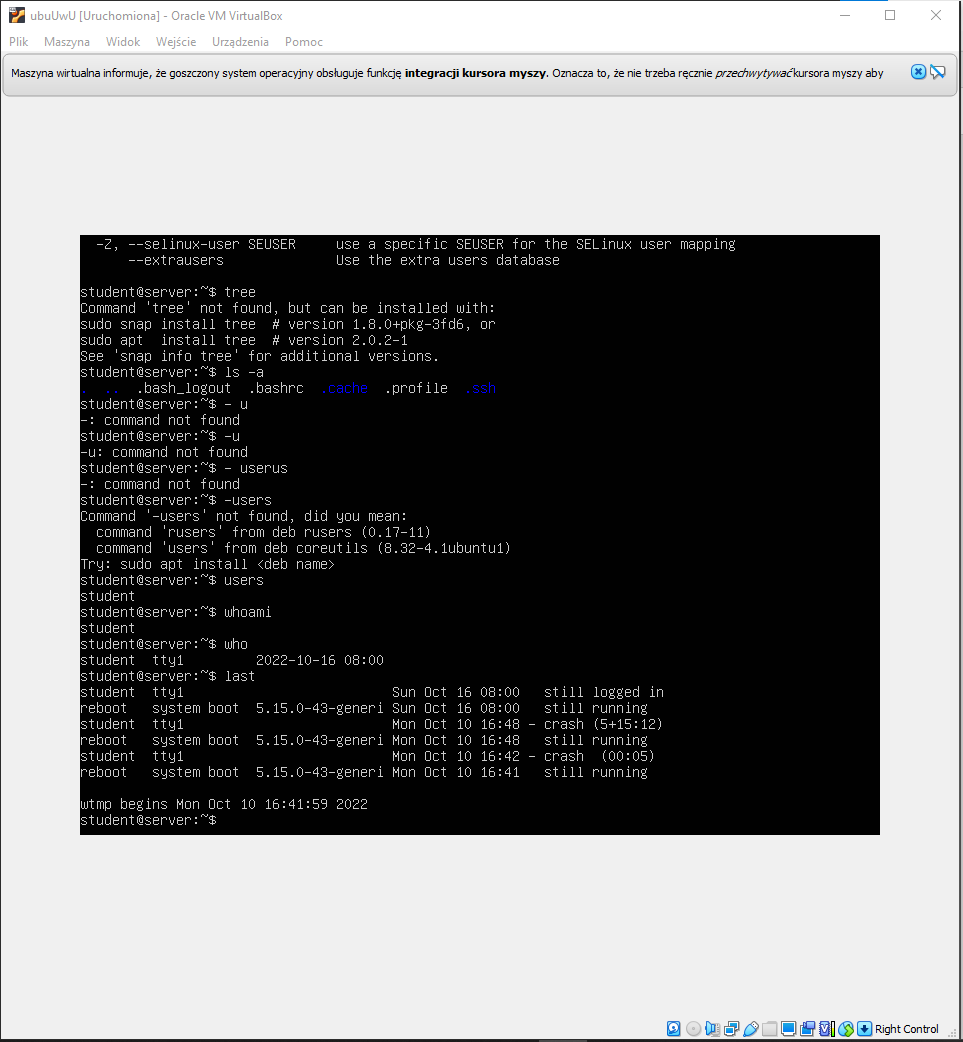 ubuUwU [Uruchomiona] - Oracle VM VirtualBox
Plik Maszyna Widok Wejście Urządzenia Pomoc
Maszyna wirtualna informuje, że goszczony system operacyjny obsługuje funkcję integracji kursora myszy. Oznacza to, że nie trzeba ręcznie przechwytywać kursora myszy aby
-Z, --selinux-user SEUSER     use a specific SEUSER for the SELinux user mapping
--extrausers              Use the extra users database
student@server:~$ tree
Command 'tree' not found, but can be installed with:
sudo snap install tree  # version 1.8.0+pkg-3fd6, or
sudo apt  install tree  # version 2.0.2-1
See 'snap info tree' for additional versions.
student@server:~$ ls -a
.  ..  .bash_logout  .bashrc  .cache  .profile  .ssh
student@server:~$ - u
-: command not found
student@server:~$ -u
-u: command not found
student@server:~$ - userus
-: command not found
student@server:~$ -users
Command '-users' not found, did you mean:
command 'rusers' from deb rusers (0.17-11)
command 'users' from deb coreutils (8.32-4.1ubuntu1)
Try: sudo apt install <deb name>
student@server:~$ users
student
student@server:~$ whoami
student
student@server:~$ who
student  tty1         2022-10-16 08:00
student@server:~$ last
student  tty1                          Sun Oct 16 08:00   still logged in
reboot   system boot  5.15.0-43-generi Sun Oct 16 08:00   still running
student  tty1                          Mon Oct 10 16:48 - crash (5+15:12)
reboot   system boot  5.15.0-43-generi Mon Oct 10 16:48   still running
student  tty1                          Mon Oct 10 16:42 - crash  (00:05)
reboot   system boot  5.15.0-43-generi Mon Oct 10 16:41   still running
wtmp begins Mon Oct 10 16:41:59 2022
student@server:~$
Right Control